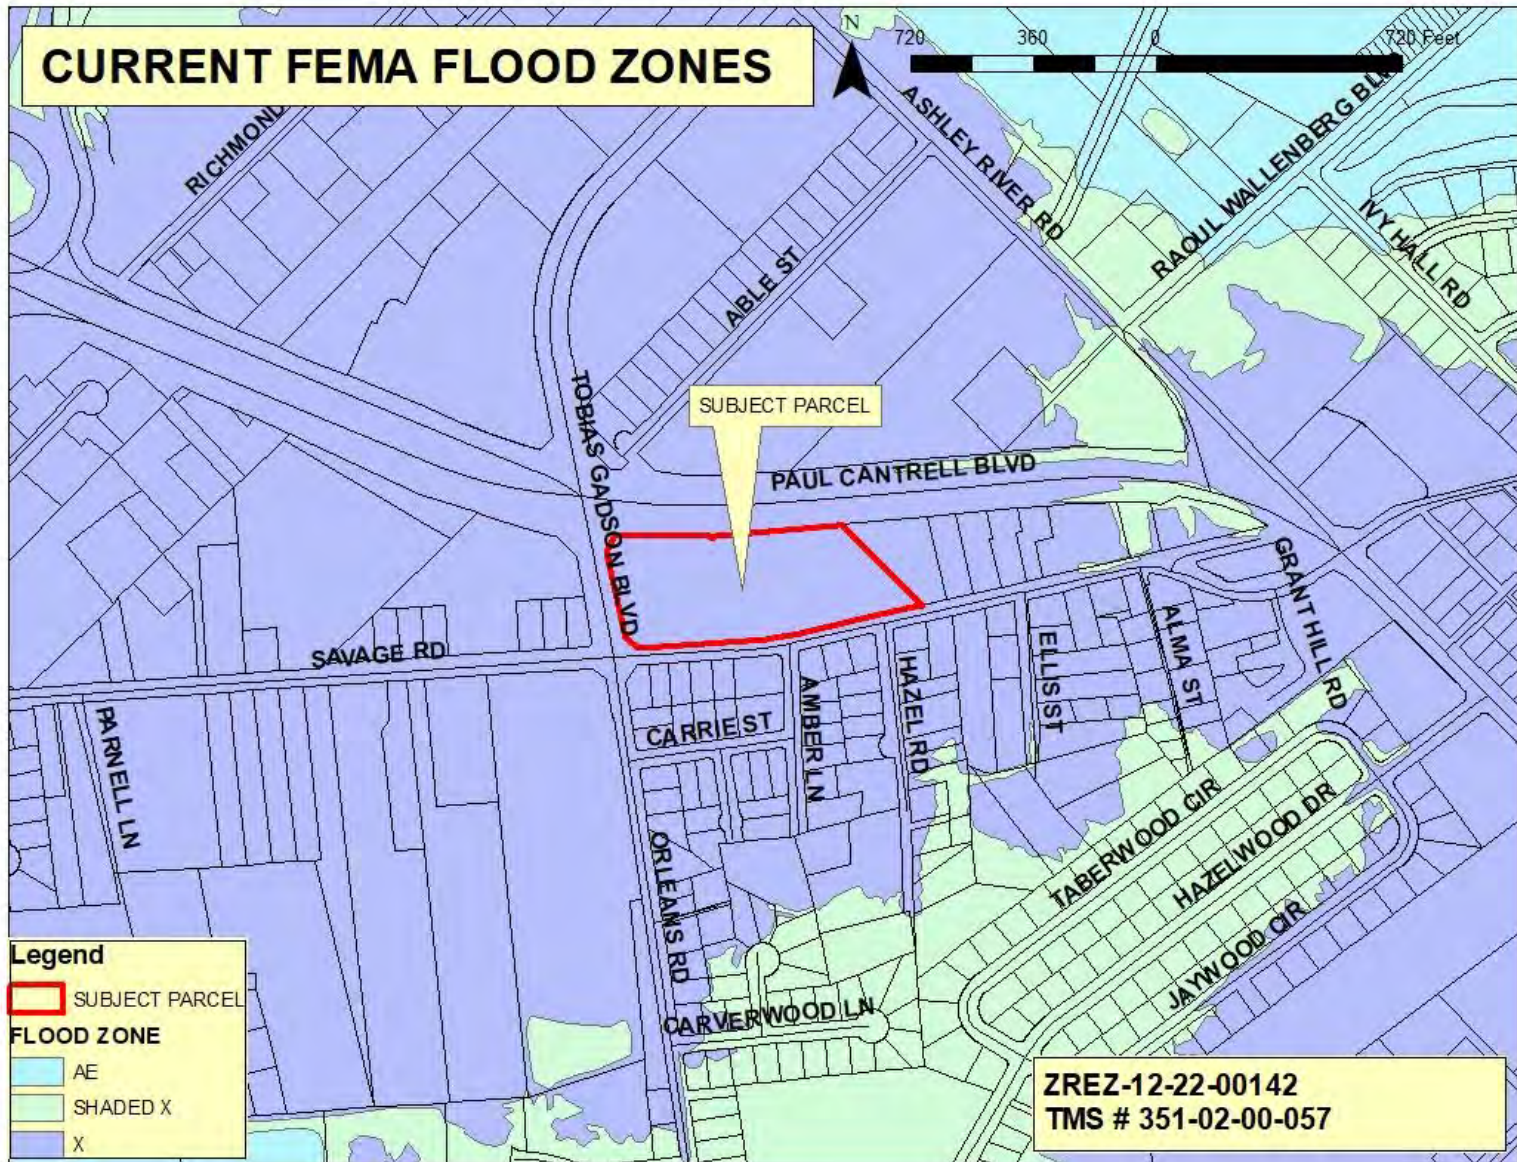 CURRENT FEMA FLOOD ZONES
N
720 360 0 720 Feet
RICHMOND
ASHLEY RIVER RD
RAOUL WALLENBERG BLVD
IVY HALL RD
ABLE ST
TOBIAS GADSON BLVD
SUBJECT PARCEL
PAUL CANTRELL BLVD
GRANT HILL RD
SAVAGE RD
HAZEL RD
ELLIS ST
ALMA ST
AMBER LN
CARRIE ST
PARNELL LN
ORLEANS RD
TABERWOOD CIR
HAZELWOOD DR
JAYWOOD CIR
CARVERWOOD LN
Legend
SUBJECT PARCEL
FLOOD ZONE
AE
SHADED X
X
ZREZ-12-22-00142
TMS # 351-02-00-057